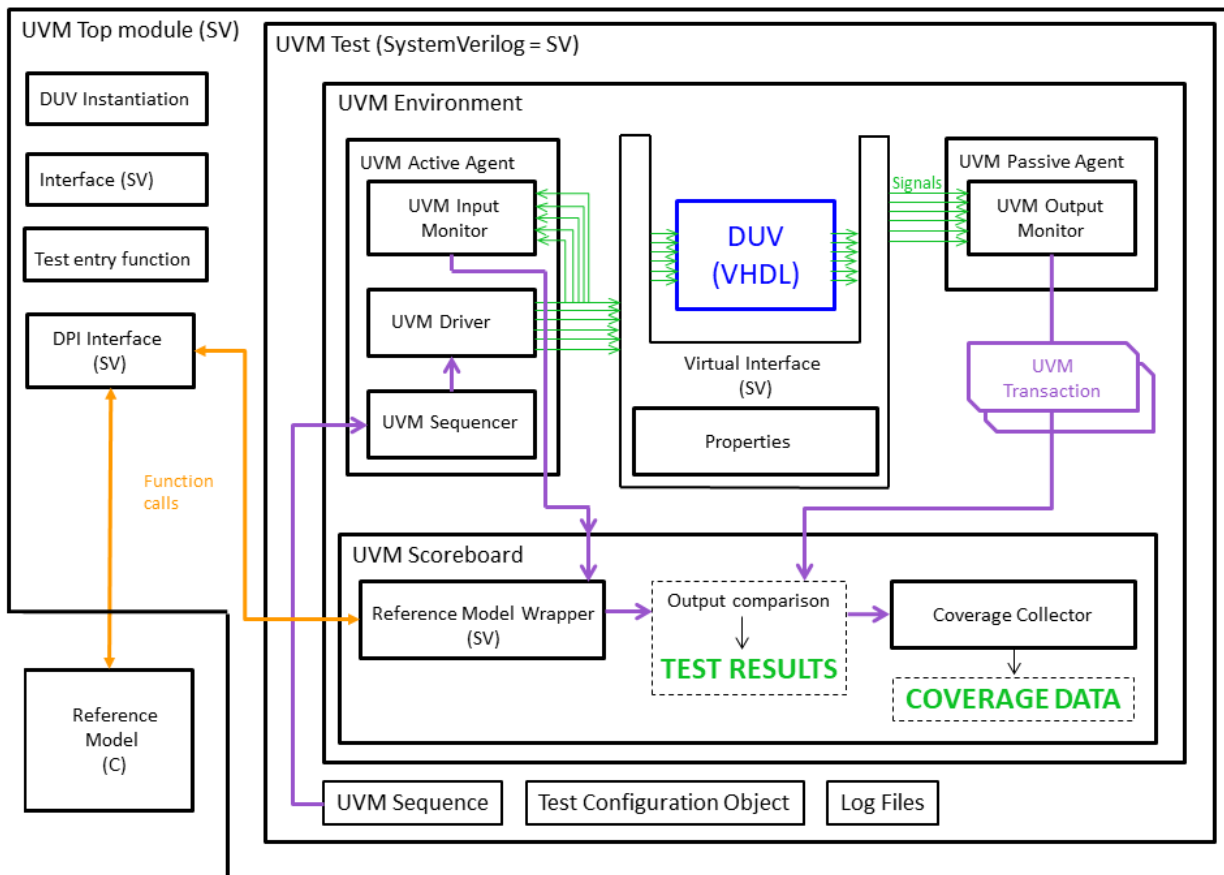 UVM Top module (SV)
DUV Instantiation
Interface (SV)
Test entry function
DPI Interface
(SV)
Function
calls
Reference
Model
(C)
UVM Test (SystemVerilog = SV)
UVM Environment
UVM Active Agent
UVM Input
Monitor
UVM Driver
UVM Sequencer
DUV
(VHDL)
Virtual Interface
(SV)
Properties
Signals
UVM Passive Agent
UVM Output
Monitor
UVM
Transaction
UVM Scoreboard
Reference Model Wrapper
(SV)
Output comparison
TEST RESULTS
Coverage Collector
COVERAGE DATA
UVM Sequence
Test Configuration Object
Log Files